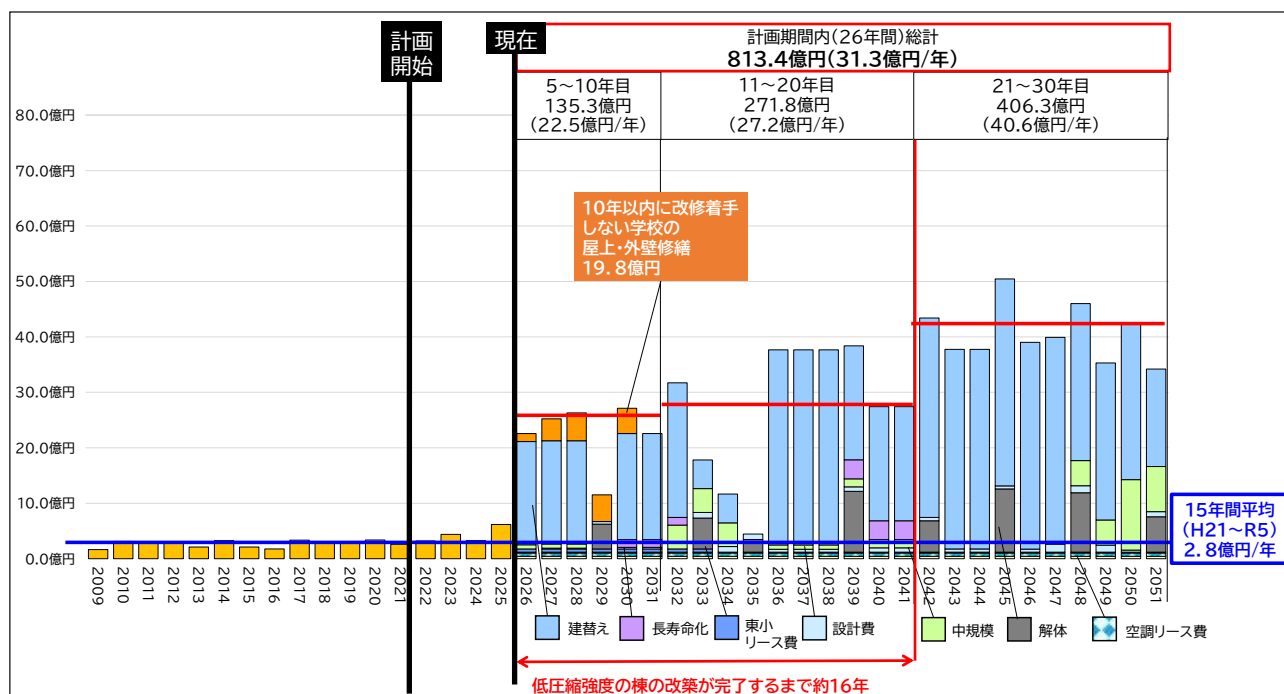 計画
開始
現在
計画期間内(26年間)総計
813.4億円(31.3億円/年)
5～10年目
135.3億円
(22.5億円/年)
11～20年目
271.8億円
(27.2億円/年)
21～30年目
406.3億円
(40.6億円/年)
80.0億円
70.0億円
60.0億円
50.0億円
40.0億円
30.0億円
20.0億円
10.0億円
0.0億円
10年以内に改修着手
しない学校の
屋上・外壁修繕
19.8億円
15年間平均
(H21～R5)
2.8億円/年
2009
2010
2011
2012
2013
2014
2015
2016
2017
2018
2019
2020
2021
2022
2023
2024
2025
2026
2027
2028
2029
2030
2031
2032
2033
2034
2035
2036
2037
2038
2039
2040
2041
2042
2043
2044
2045
2046
2047
2048
2049
2050
2051
建替え
長寿命化
東小
リース費
設計費
中規模
解体
空調リース費
低圧縮強度の棟の改築が完了するまで約16年